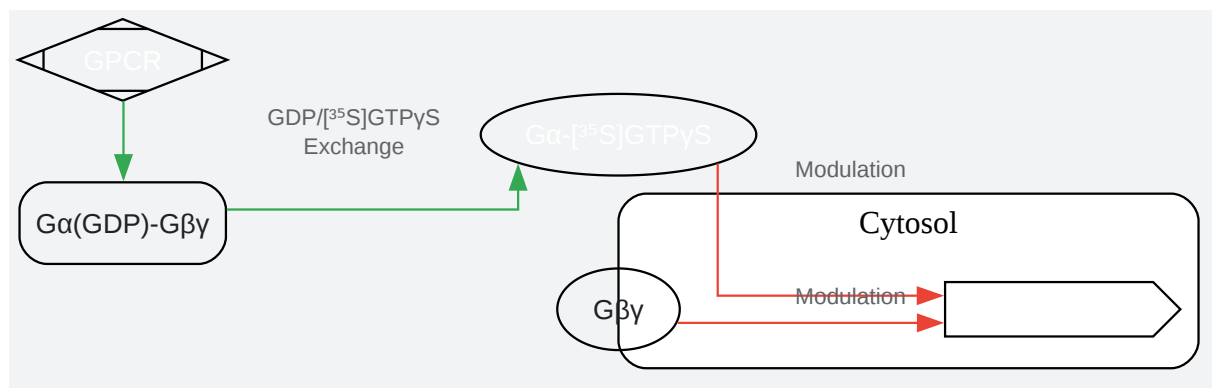 GPCR
GDP/[³⁵S]GTPγS
Exchange
Gα-[³⁵S]GTPγS
Modulation
Gα(GDP)-Gβγ
Cytosol
Modulation
Gβγ